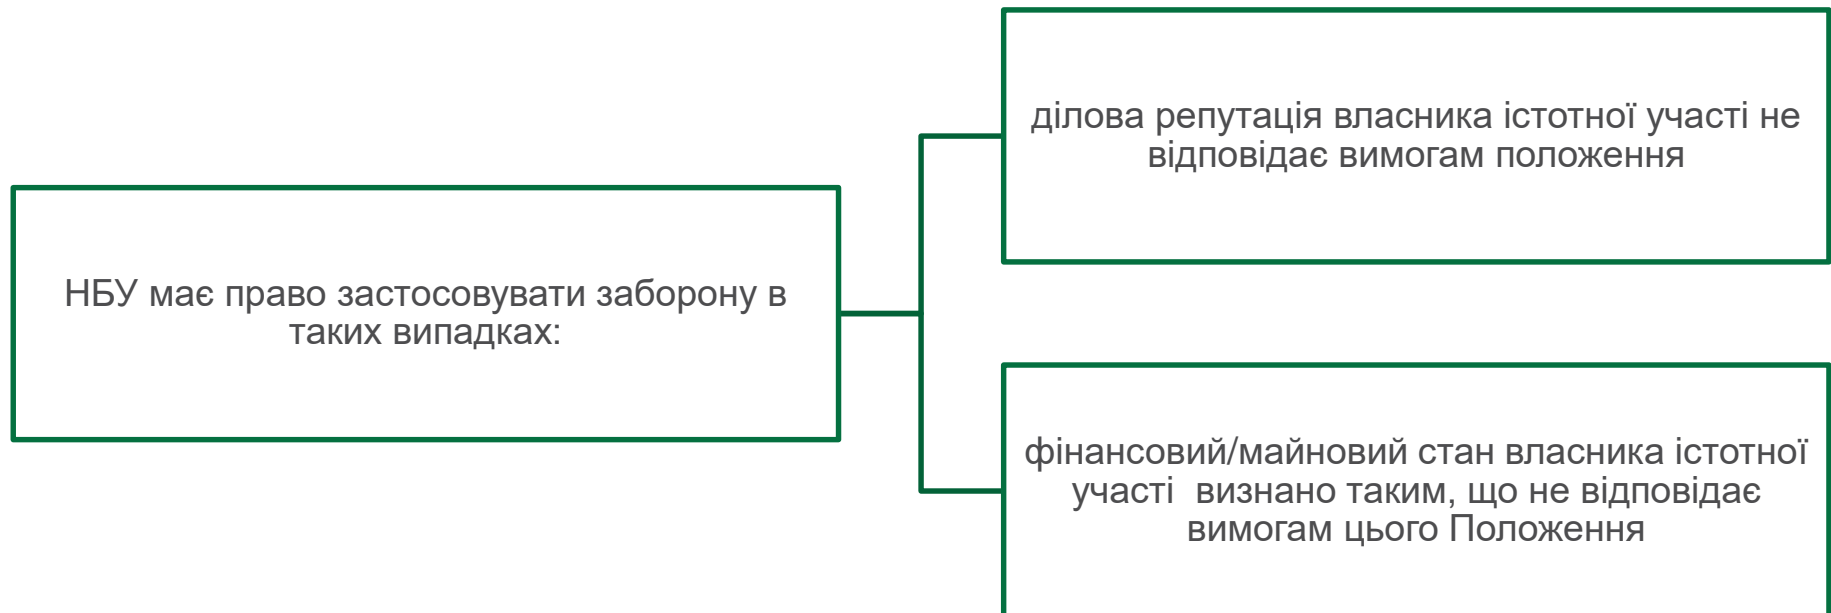 НБУ має право застосовувати заборону в
таких випадках:
ділова репутація власника істотної участі не
відповідає вимогам положення
фінансовий/майновий стан власника істотної
участі  визнано таким, що не відповідає
вимогам цього Положення